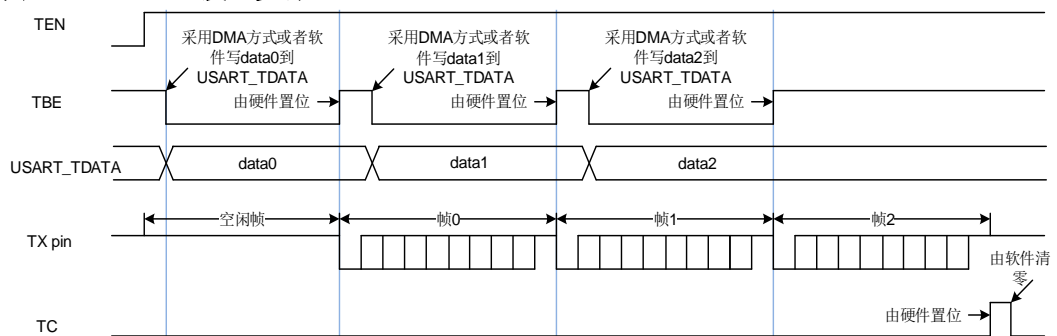 TEN
采用DMA方式或者软
件写data0到
USART_TDATA
采用DMA方式或者软
件写data1到
USART_TDATA
采用DMA方式或者软
件写data2到
USART_TDATA
TBE
由硬件置位
由硬件置位
由硬件置位
USART_TDATA
data0
data1
data2
空闲帧
帧0
帧1
帧2
TX pin
由软件清
零
由硬件置位
TC